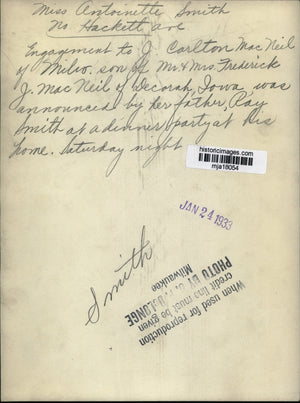 Miss Antoinette Smith
No Hackett ave
Engagement to J Carlton MacNeil
of Milw. son of Mr. & Mrs. Frederick
J. MacNeil of Decorah, Iowa, was
announced by her father, Ray
Smith at a dinner party at his
home. Saturday night
historicimages.com
mja18054
JAN 24 1933
Smith
When used for reproduction
credit line must be given
PHOTO BY
Milwaukee